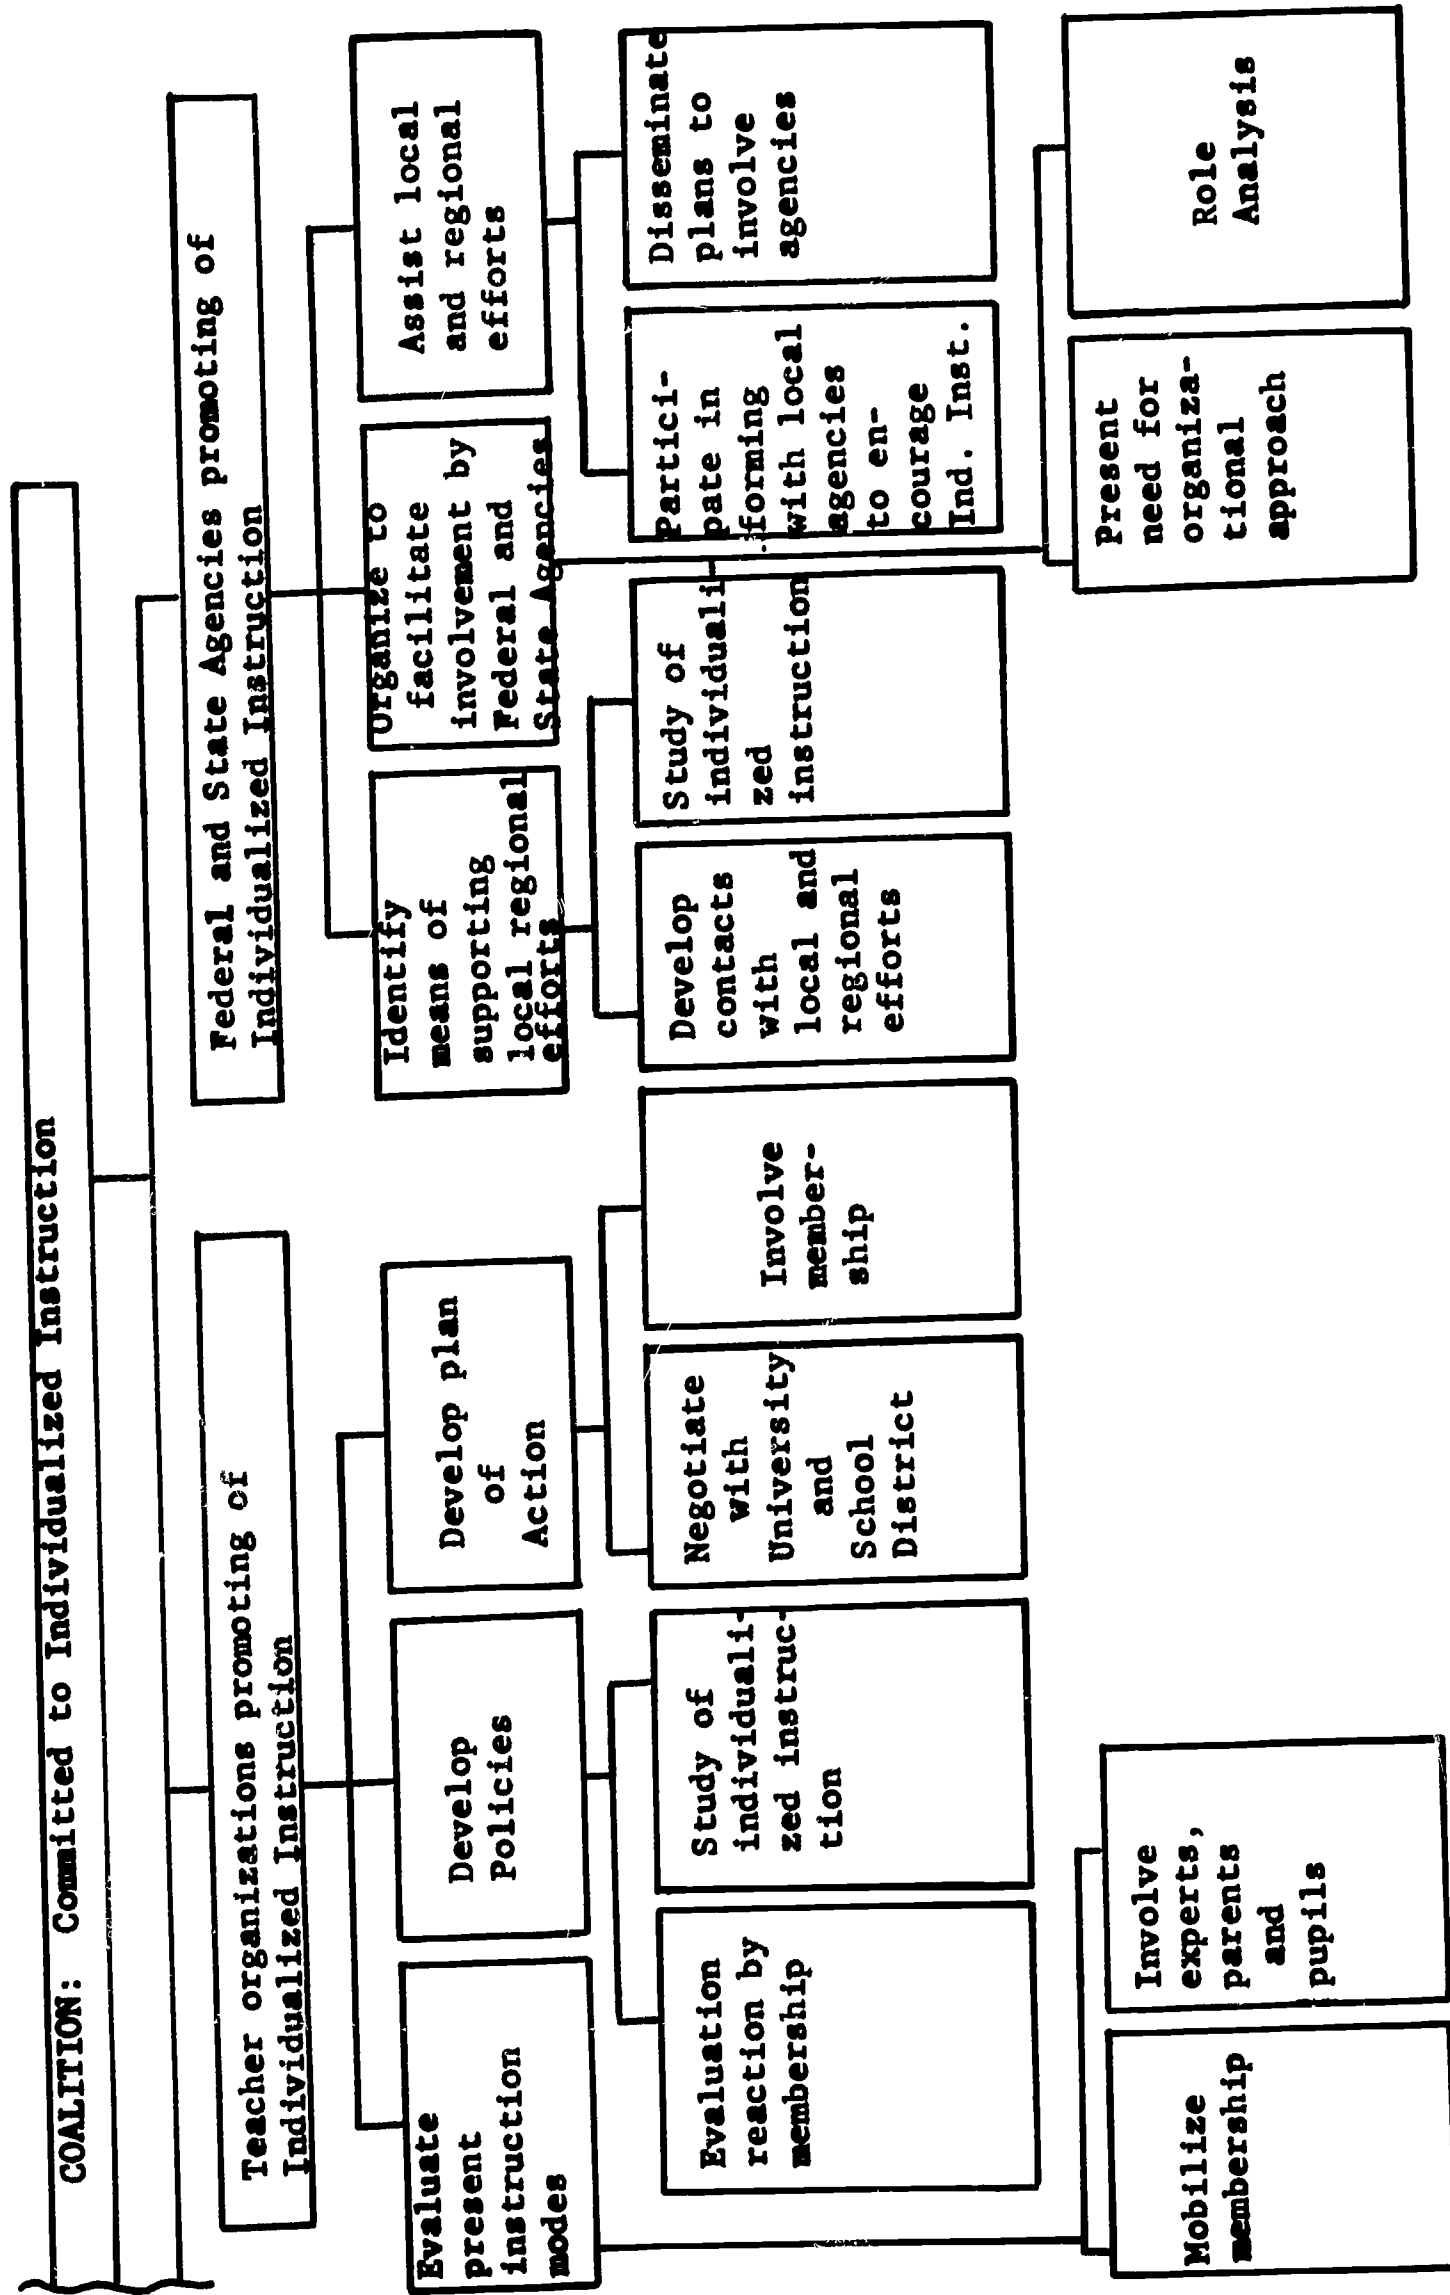 COALITION: Committed to Individualized Instruction
Teacher organizations promoting of
Individualized Instruction
Federal and State Agencies promoting of
Individualized Instruction
Evaluate
present
instruction
modes
Develop
Policies
Develop plan
of
Action
Identify
means of
supporting
local regional
efforts
Organize to
facilitate
involvement by
Federal and
State Agencies
Assist local
and regional
efforts
Evaluation
reaction by
membership
Study of
individuali-
zed instruc-
tion
Negotiate
with
University
and
School
District
Involve
member-
ship
Develop
contacts
with
local and
regional
efforts
Study of
individuali
zed
instruction
Partici-
pate in
forming
with local
agencies
to en-
courage
Ind. Inst.
Disseminate
plans to
involve
agencies
Mobilize
membership
Involve
experts,
parents
and
pupils
Present
need for
organiza-
tional
approach
Role
Analysis